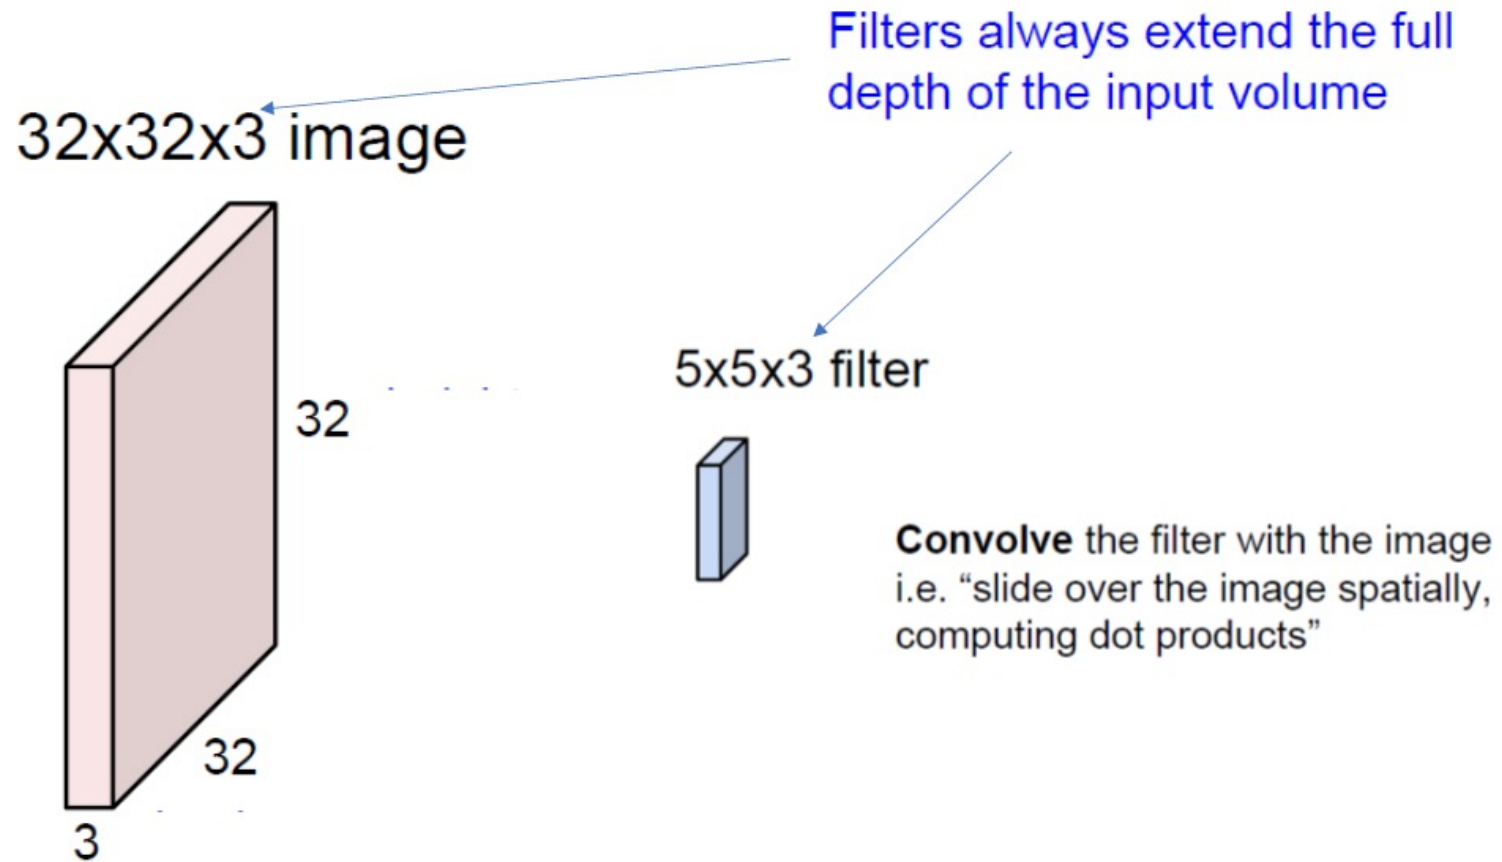 Filters always extend the full
depth of the input volume
32x32x3 image
32
5x5x3 filter
Convolve the filter with the image
i.e. “slide over the image spatially,
computing dot products”
32
3